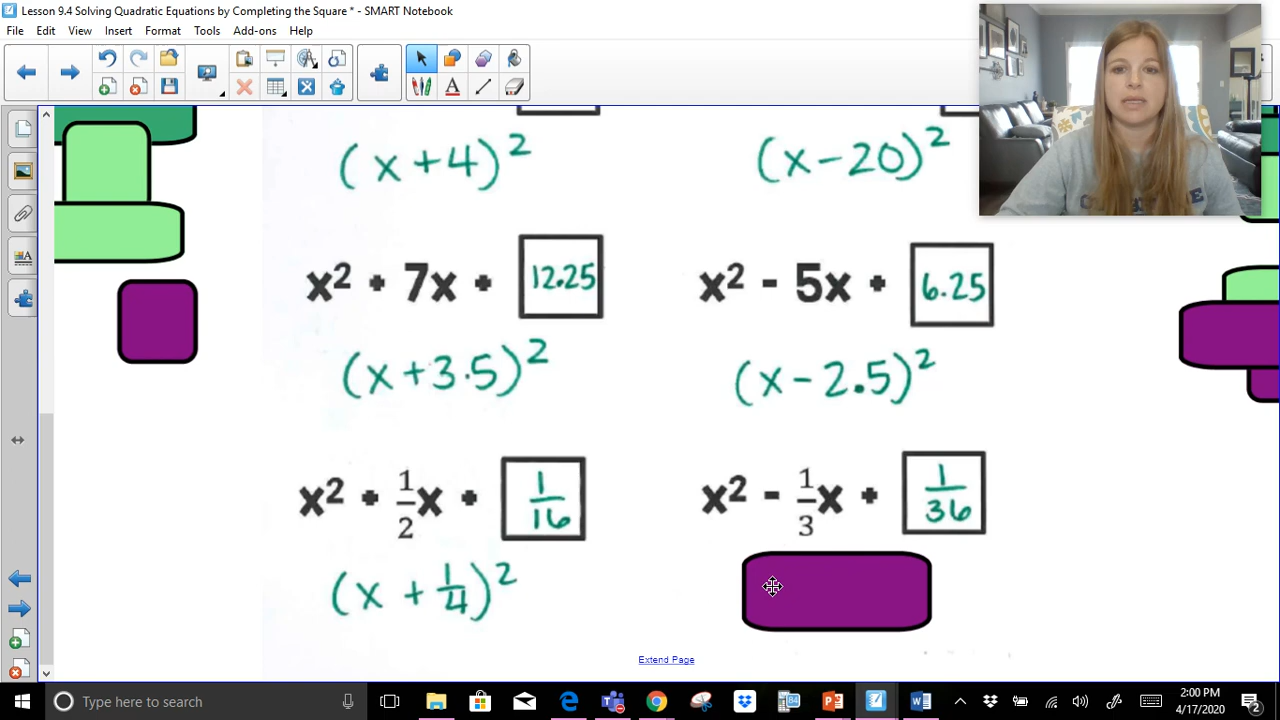 Lesson 9.4 Solving Quadratic Equations by Completing the Square * - SMART Notebook
File Edit View Insert Format Tools Add-ons Help
(x+4)² (x-20)²
x² + 7x + 12.25 x² - 5x + 6.25
(x+3.5)² (x-2.5)²
x² + 1/2x + 1/16 x² - 1/3x + 1/36
(x + 1/4)²
Extend Page
Type here to search
2:00 PM
4/17/2020
2